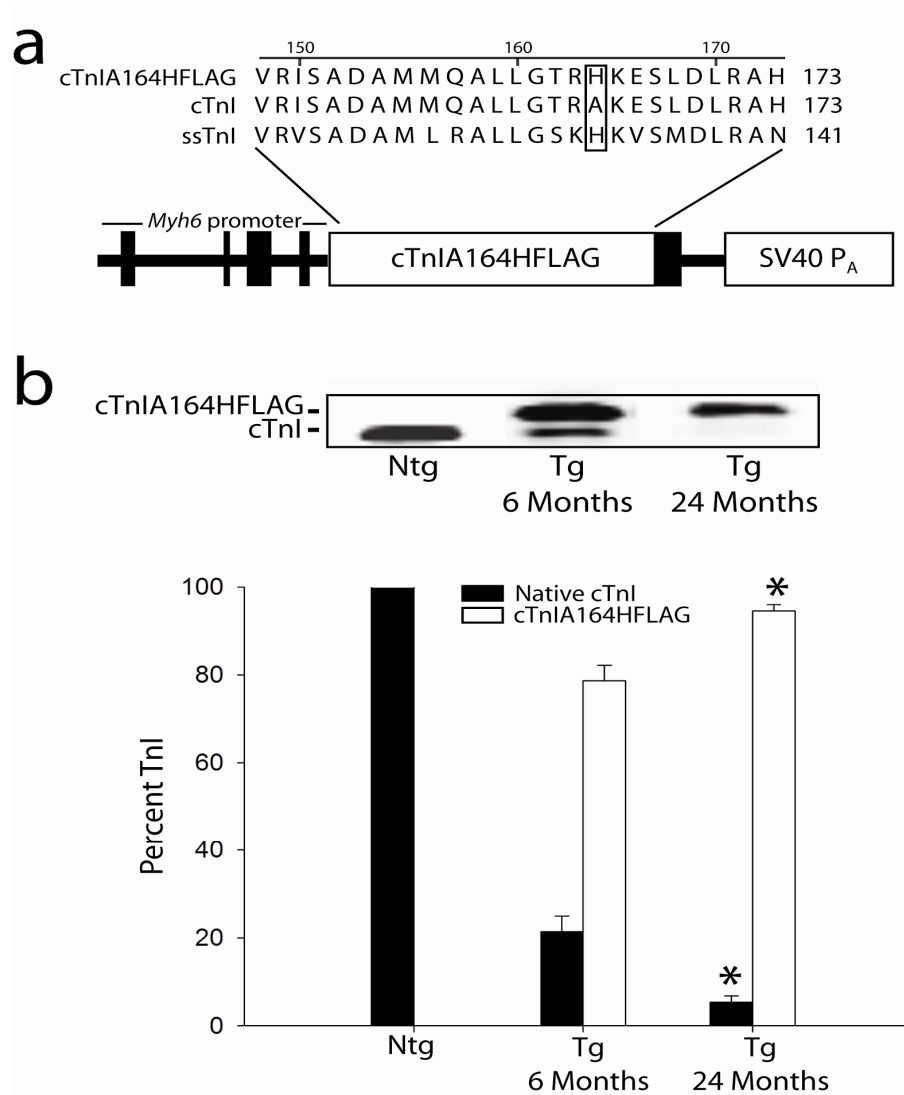 a
150 160 170
cTnIA164HFLAG V R I S A D A M M Q A L L G T R H K E S L D L R A H 173
cTnI V R I S A D A M M Q A L L G T R A K E S L D L R A H 173
ssTnI V R V S A D A M L R A L L G S K H K V S M D L R A N 141
Myh6 promoter
cTnIA164HFLAG SV40 PA
b
cTnIA164HFLAG
cTnI
Ntg Tg Tg
6 Months 24 Months
Native cTnI
cTnIA164HFLAG
* *
Percent TnI
100
80
60
40
20
0
Ntg Tg Tg
6 Months 24 Months